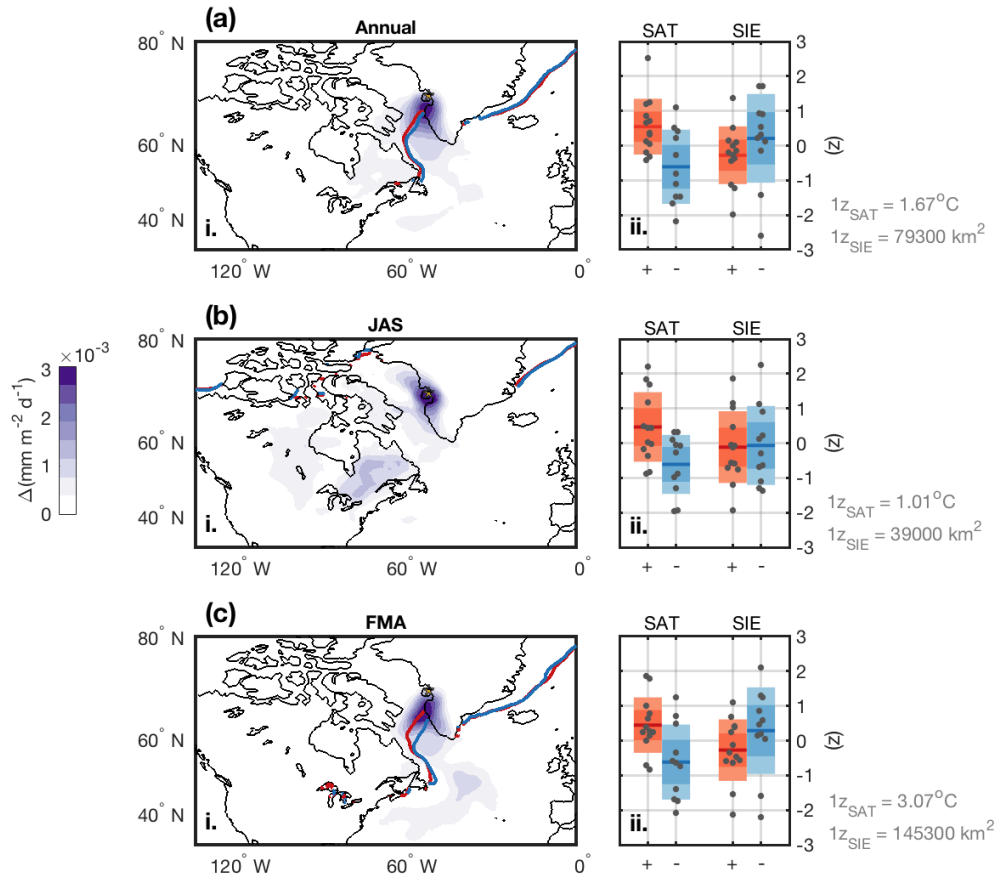 (a)
Annual
SAT SIE
80° N
60° N
40° N
i.
120° W
60° W
0°
3
2
1
0
-1
-2
-3
(z)
ii.
+ - + -
1z_SAT = 1.67°C
1z_SIE = 79300 km²
(b)
JAS
SAT SIE
80° N
60° N
40° N
i.
120° W
60° W
0°
3
2
1
0
-1
-2
-3
(z)
ii.
+ - + -
1z_SAT = 1.01°C
1z_SIE = 39000 km²
× 10⁻³
3
2
1
0
Δ(mm m⁻² d⁻¹)
(c)
FMA
SAT SIE
80° N
60° N
40° N
i.
120° W
60° W
0°
3
2
1
0
-1
-2
-3
(z)
ii.
+ - + -
1z_SAT = 3.07°C
1z_SIE = 145300 km²